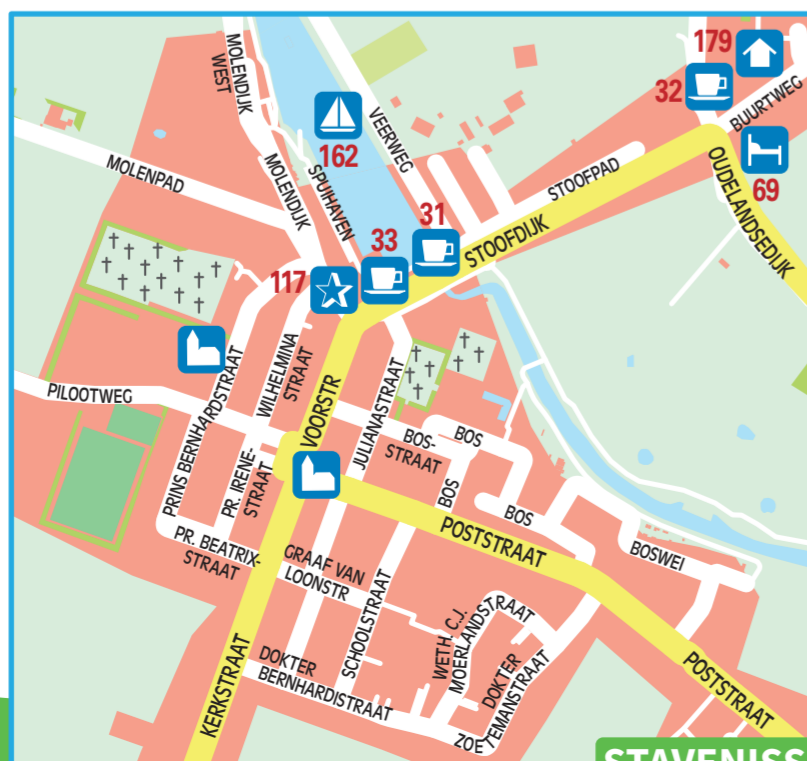 MOLENDIJK
WEST
179
32
BUURTWEG
VEERWEG
162
69
MOLENPAD
MOLENDIJK
SPUIHAVEN
STOOFPAD
OUDELANDSEDIJK
31
33
STOOFDIJK
117
PILOOTWEG
PRINS BERNHARDSTRAAT
WILHELMINA
STRAAT
VOORSTR
JULIANASTRAAT
BOS-
STRAAT
BOS
BOS
BOS
PR. IRENE-
STRAAT
POSTSTRAAT
BOSWEI
PR. BEATRIX-
STRAAT
GRAAF VAN
LOONSTR
SCHOOLSTRAAT
WETH. C.J.
MOERLANDSTRAAT
DOKTER
ZOETEMANSTRAAT
DOKTER
BERNHARDISTRAAT
KERKSTRAAT
POSTSTRAAT
STAVENISS